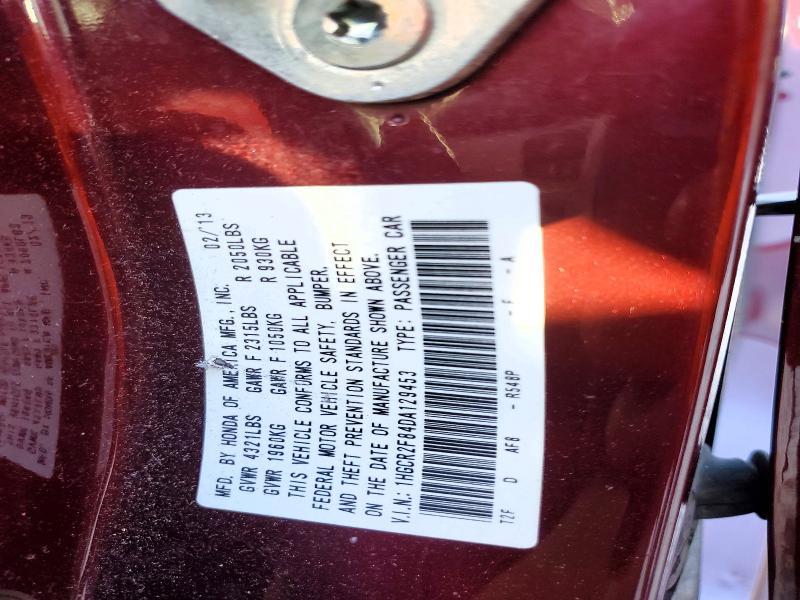 MFD. BY HONDA OF AMERICA MFG., INC. 02/13
GVWR 4321LBS GAWR F 2315LBS R 2050LBS
GVWR 1960KG GAWR F 1050KG R 930KG
THIS VEHICLE CONFORMS TO ALL APPLICABLE
FEDERAL MOTOR VEHICLE SAFETY, BUMPER,
AND THEFT PREVENTION STANDARDS IN EFFECT
ON THE DATE OF MANUFACTURE SHOWN ABOVE.
V.I.N.: 1HGCR2F84DA129453 TYPE: PASSENGER CAR
T2F D AF8 - R548P - F - A